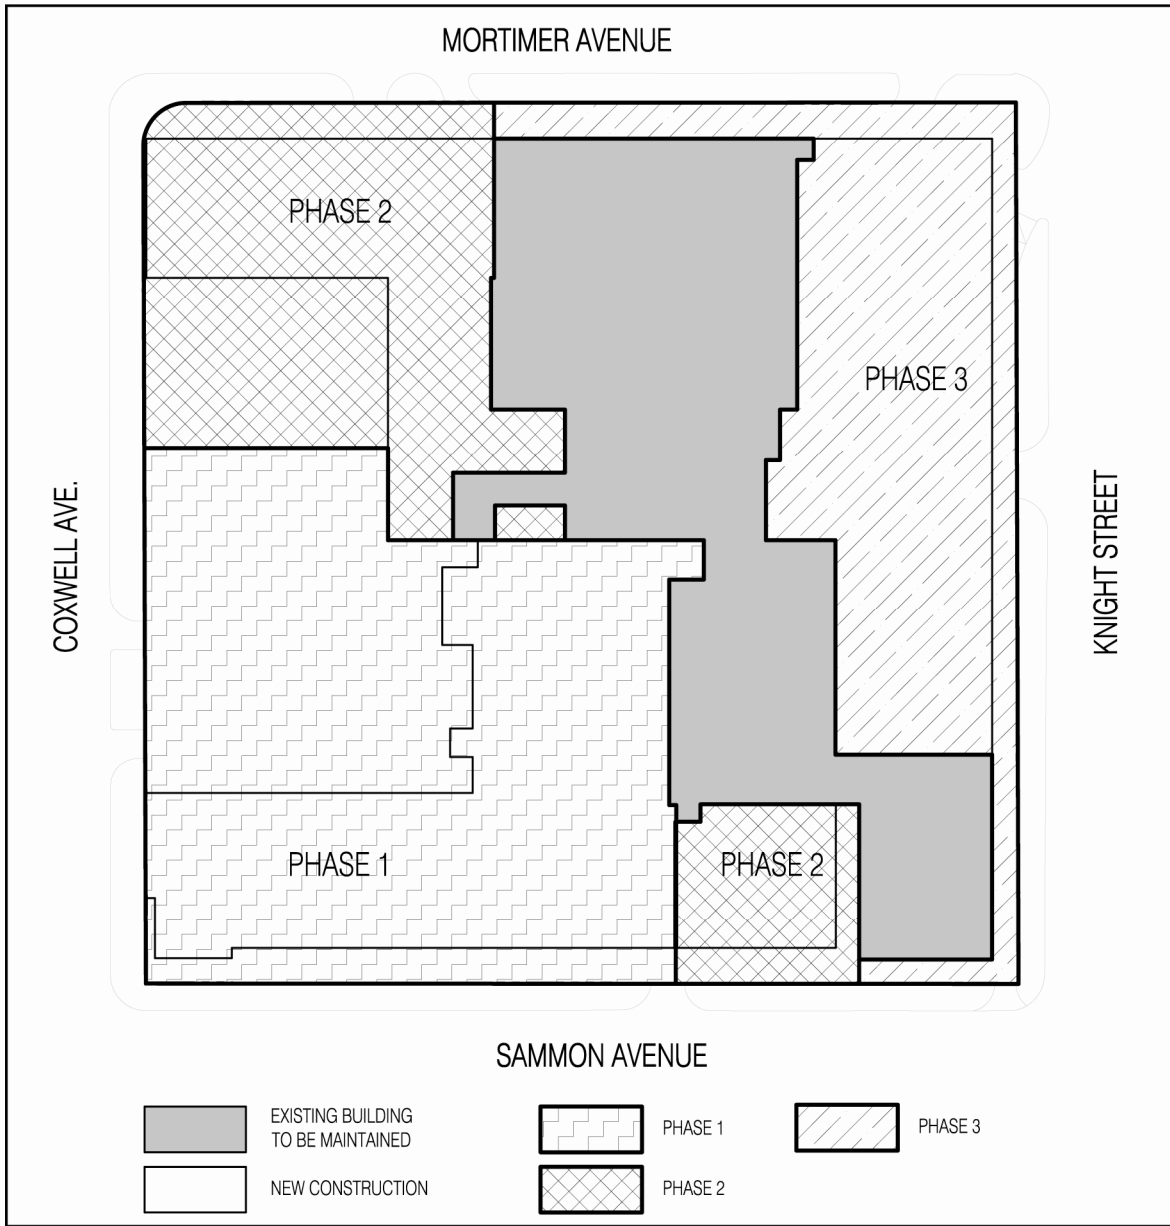 MORTIMER AVENUE
PHASE 2
PHASE 3
COXWELL AVE.
KNIGHT STREET
PHASE 1
PHASE 2
SAMMON AVENUE
EXISTING BUILDING
TO BE MAINTAINED
PHASE 1
PHASE 3
NEW CONSTRUCTION
PHASE 2